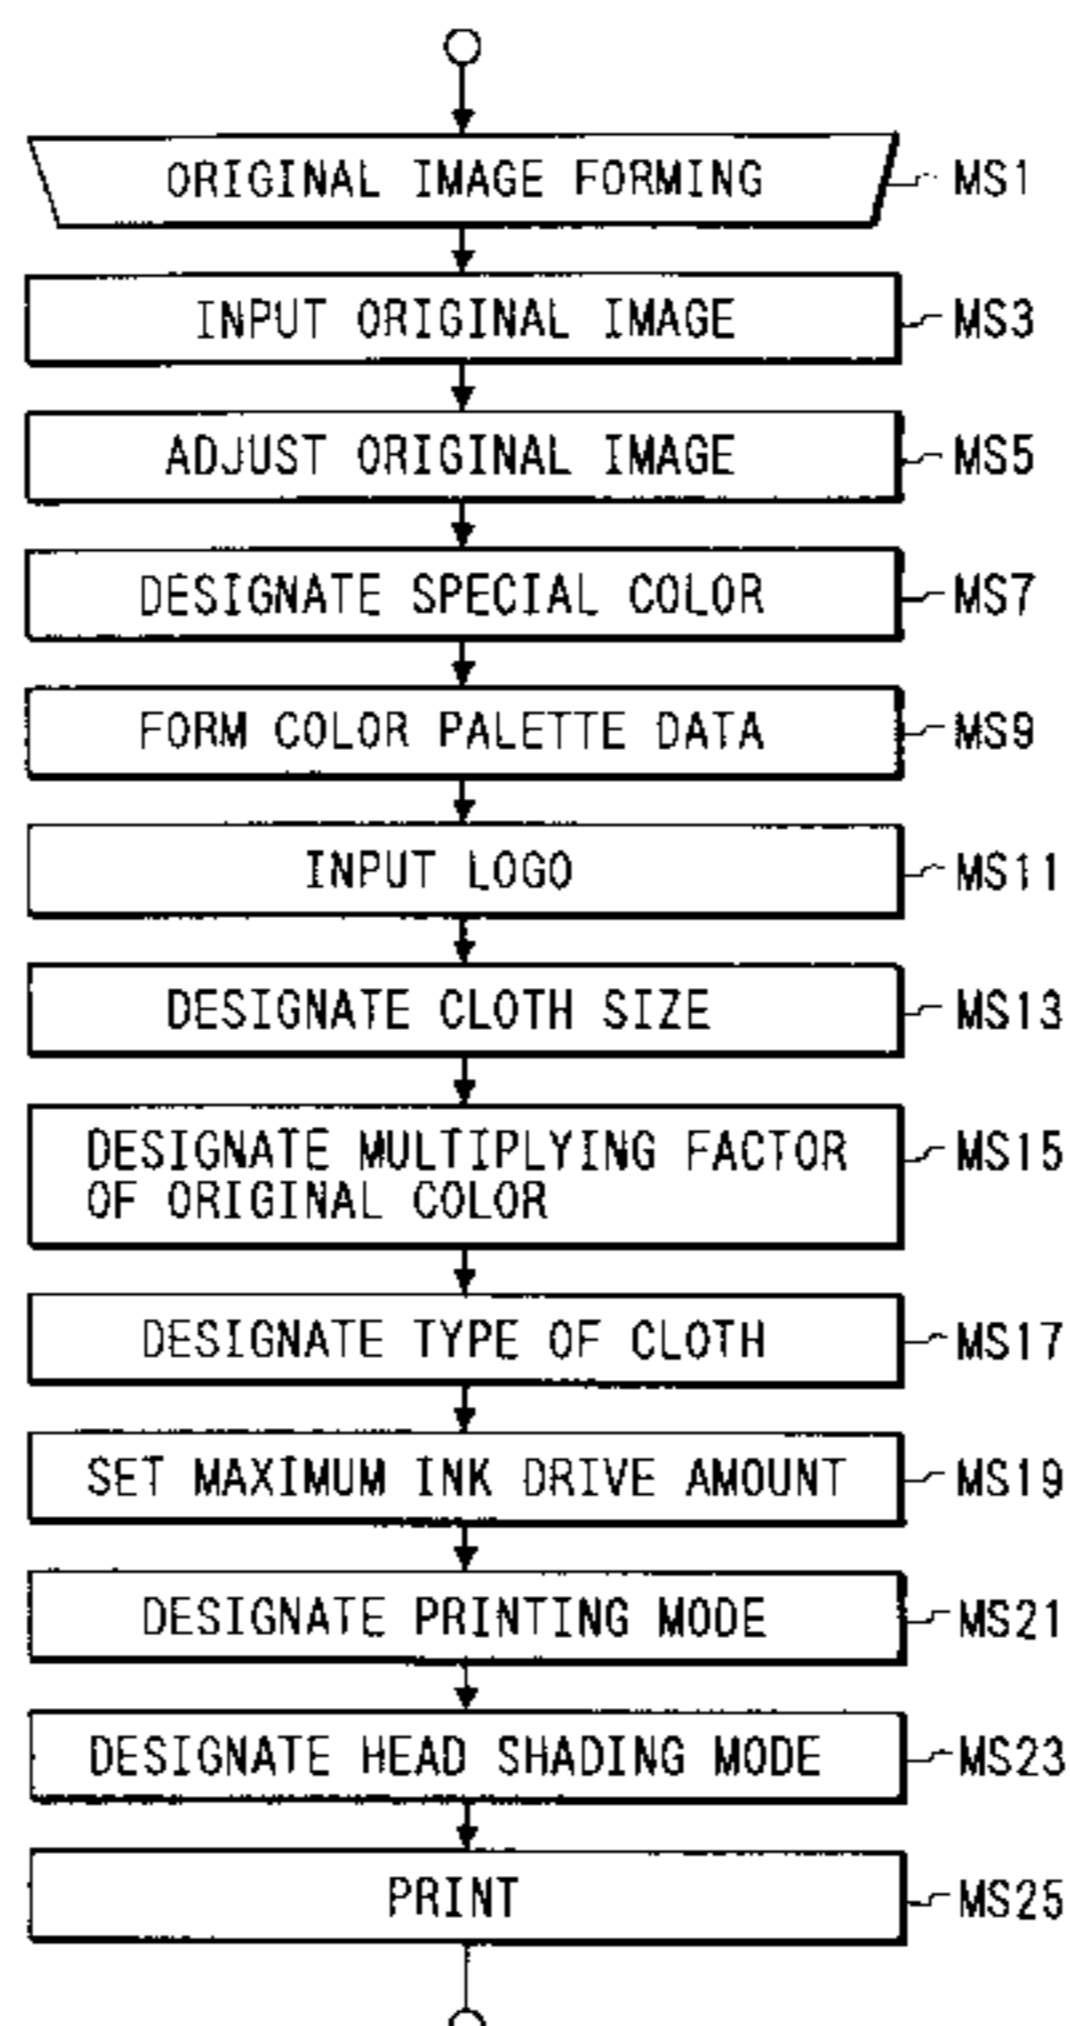 ORIGINAL IMAGE FORMING MS1
INPUT ORIGINAL IMAGE MS3
ADJUST ORIGINAL IMAGE MS5
DESIGNATE SPECIAL COLOR MS7
FORM COLOR PALETTE DATA MS9
INPUT LOGO MS11
DESIGNATE CLOTH SIZE MS13
DESIGNATE MULTIPLYING FACTOR MS15
OF ORIGINAL COLOR
DESIGNATE TYPE OF CLOTH MS17
SET MAXIMUM INK DRIVE AMOUNT MS19
DESIGNATE PRINTING MODE MS21
DESIGNATE HEAD SHADING MODE MS23
PRINT MS25